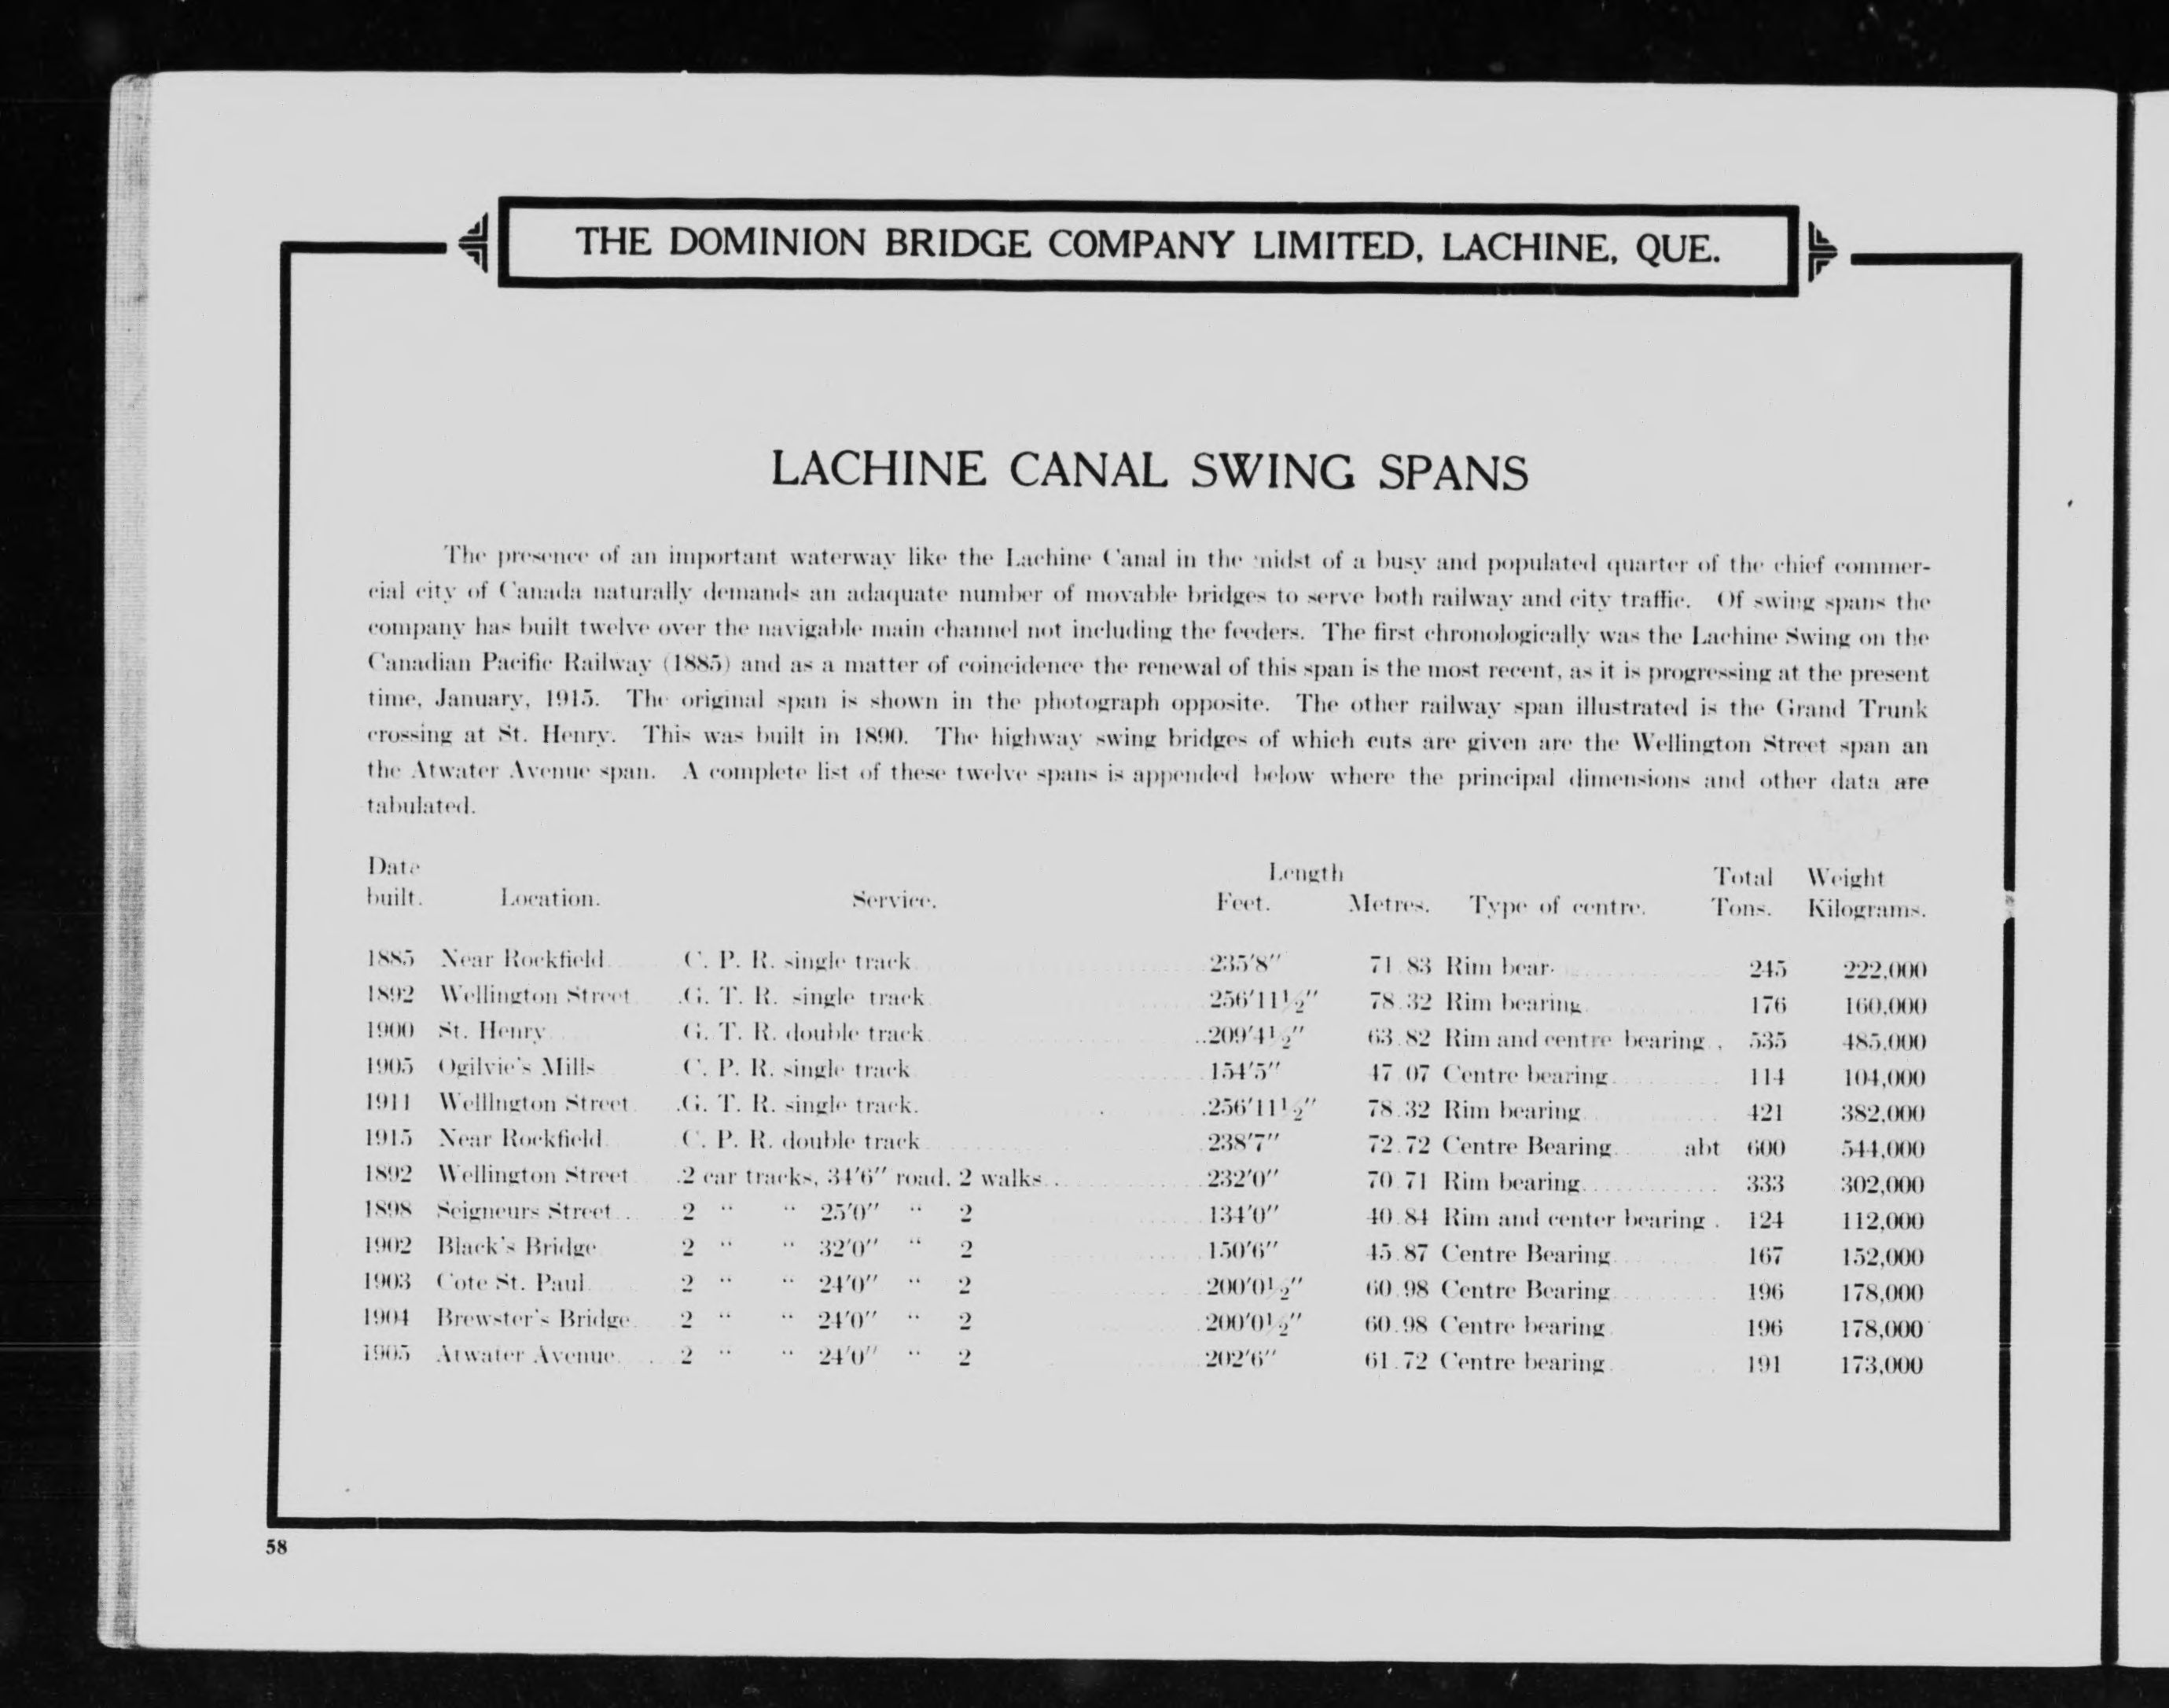 THE DOMINION BRIDGE COMPANY LIMITED, LACHINE, QUE.
LACHINE CANAL SWING SPANS
The presence of an important waterway like the Lachine Canal in the midst of a busy and populated quarter of the chief commer-
cial city of Canada naturally demands an adaquate number of movable bridges to serve both railway and city traffic. Of swing spans the
company has built twelve over the navigable main channel not including the feeders. The first chronologically was the Lachine Swing on the
Canadian Pacific Railway (1885) and as a matter of coincidence the renewal of this span is the most recent, as it is progressing at the present
time, January, 1915. The original span is shown in the photograph opposite. The other railway span illustrated is the Grand Trunk
crossing at St. Henry. This was built in 1890. The highway swing bridges of which cuts are given are the Wellington Street span an
the Atwater Avenue span. A complete list of these twelve spans is appended below where the principal dimensions and other data are
tabulated.
Date Length Total Weight
built. Location. Service. Feet. Metres. Type of centre. Tons. Kilograms.
1885 Near Rockfield C. P. R. single track 235'8" 71.83 Rim bear- 245 222,000
1892 Wellington Street G. T. R. single track 256'11½" 78.32 Rim bearing 176 160,000
1900 St. Henry G. T. R. double track 209'4½" 63.82 Rim and centre bearing 535 485,000
1905 Ogilvie's Mills C. P. R. single track 154'5" 47.07 Centre bearing 114 104,000
1911 Welllngton Street G. T. R. single track. 256'11½" 78.32 Rim bearing 421 382,000
1915 Near Rockfield C. P. R. double track 238'7" 72.72 Centre Bearing abt 600 544,000
1892 Wellington Street 2 car tracks, 34'6" road, 2 walks 232'0" 70.71 Rim bearing 333 302,000
1898 Seigneurs Street 2 " " 25'0" " 2 134'0" 40.84 Rim and center bearing 124 112,000
1902 Black's Bridge 2 " " 32'0" " 2 150'6" 45.87 Centre Bearing 167 152,000
1903 Cote St. Paul 2 " " 24'0" " 2 200'0½" 60.98 Centre Bearing 196 178,000
1904 Brewster's Bridge 2 " " 24'0" " 2 200'0½" 60.98 Centre bearing 196 178,000
1905 Atwater Avenue 2 " " 24'0" " 2 202'6" 61.72 Centre bearing 191 173,000
58